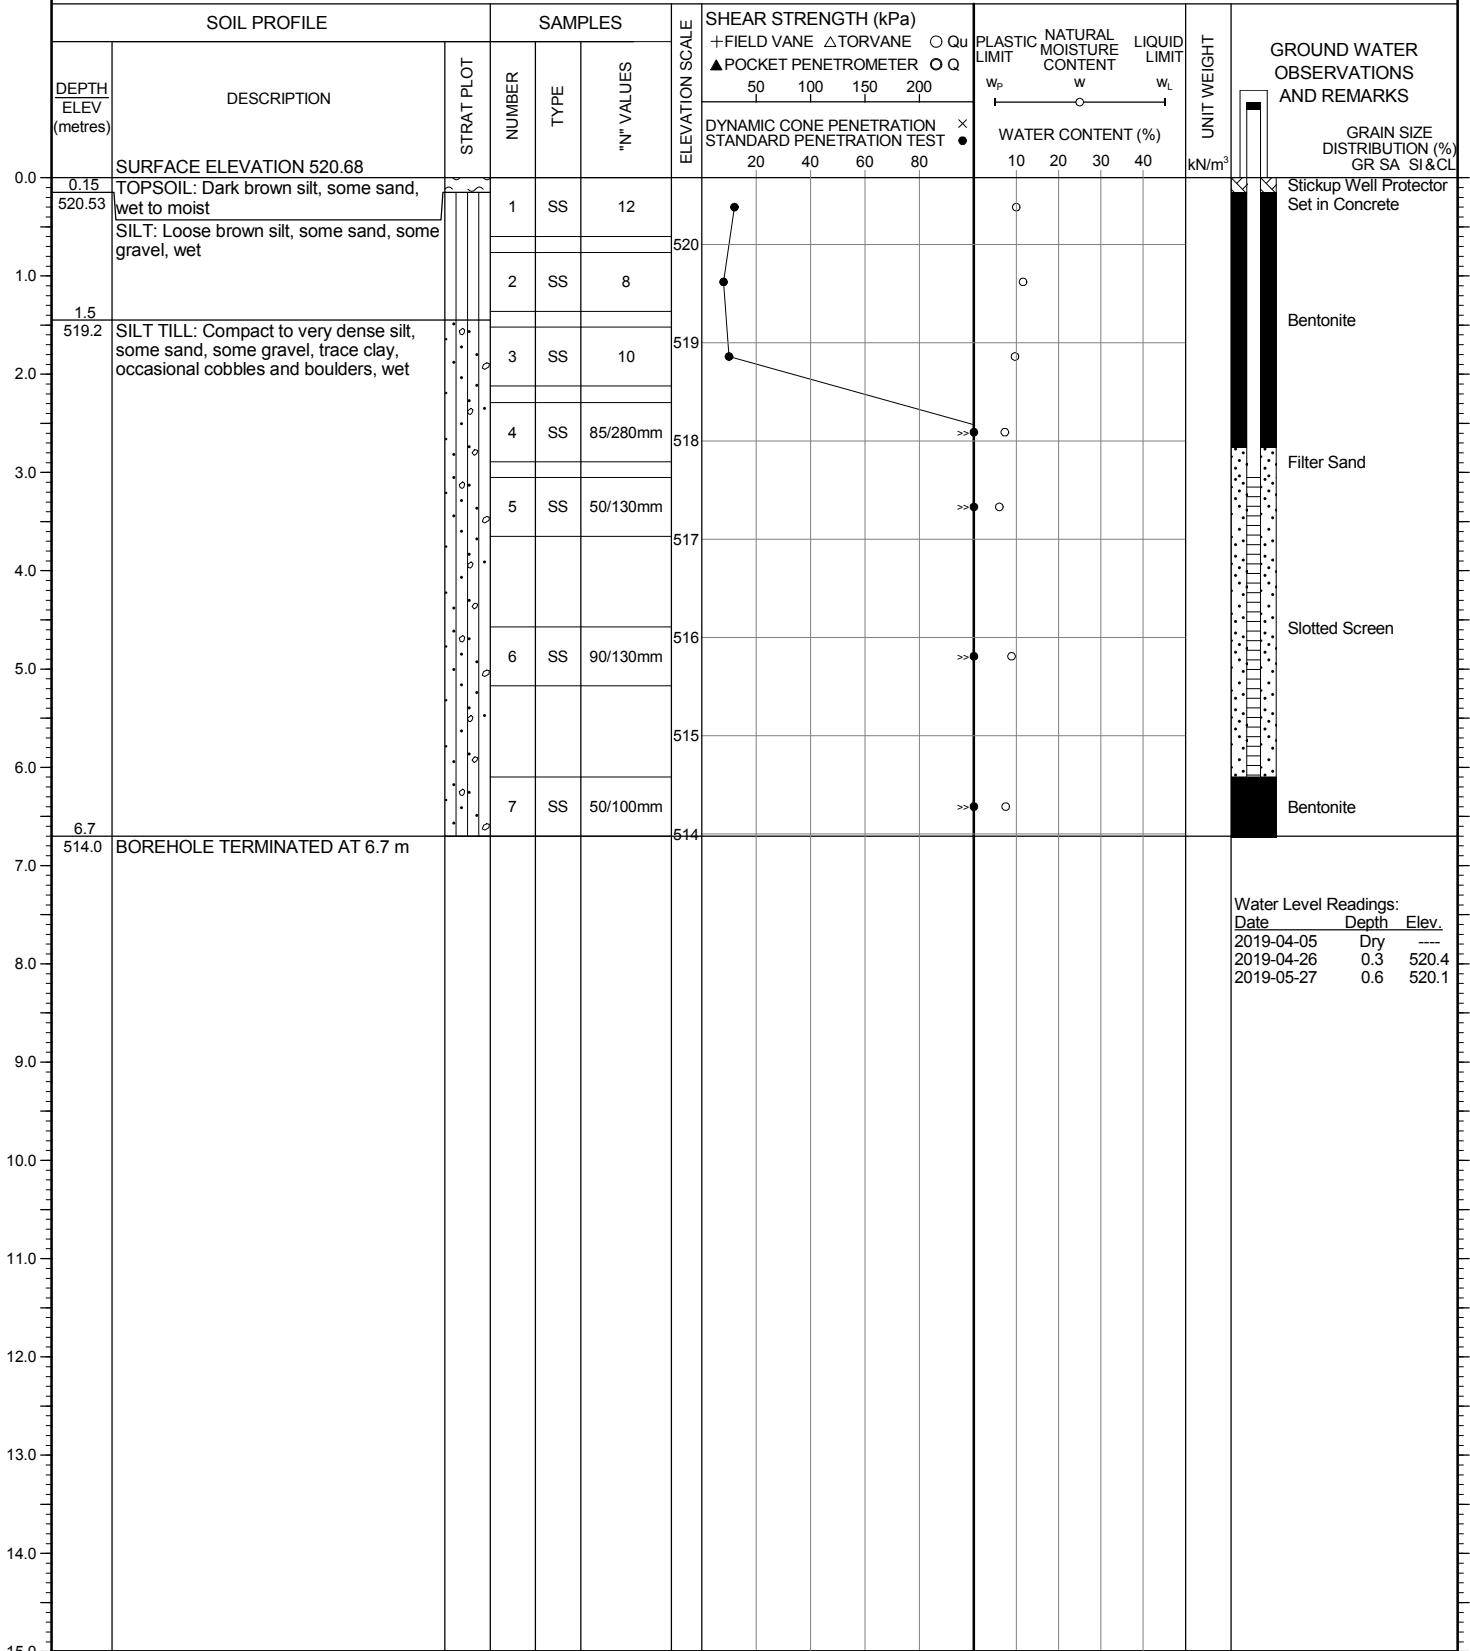 SOIL PROFILE
SAMPLES
DEPTH
ELEV
(metres)
DESCRIPTION
STRAT PLOT
NUMBER
TYPE
"N" VALUES
ELEVATION SCALE
SHEAR STRENGTH (kPa)
+FIELD VANE △TORVANE ○ Qu
▲POCKET PENETROMETER O Q
50 100 150 200
DYNAMIC CONE PENETRATION ×
STANDARD PENETRATION TEST ●
20 40 60 80
PLASTIC LIMIT
NATURAL MOISTURE CONTENT
LIQUID LIMIT
WP W WL
WATER CONTENT (%)
10 20 30 40
UNIT WEIGHT
kN/m³
GROUND WATER
OBSERVATIONS
AND REMARKS
GRAIN SIZE
DISTRIBUTION (%)
GR SA SI&CL
SURFACE ELEVATION 520.68
0.0
0.15
520.53
TOPSOIL: Dark brown silt, some sand,
wet to moist
SILT: Loose brown silt, some sand, some
gravel, wet
1 SS 12
Stickup Well Protector
Set in Concrete
520
1.0
2 SS 8
1.5
519.2
SILT TILL: Compact to very dense silt,
some sand, some gravel, trace clay,
occasional cobbles and boulders, wet
Bentonite
519
3 SS 10
2.0
4 SS 85/280mm
>>
518
Filter Sand
3.0
5 SS 50/130mm
>>
517
4.0
Slotted Screen
516
6 SS 90/130mm
>>
5.0
515
6.0
7 SS 50/100mm
>>
Bentonite
6.7
514.0
514
BOREHOLE TERMINATED AT 6.7 m
7.0
Water Level Readings:
Date Depth Elev.
2019-04-05 Dry ----
2019-04-26 0.3 520.4
2019-05-27 0.6 520.1
8.0
9.0
10.0
11.0
12.0
13.0
14.0
15.0